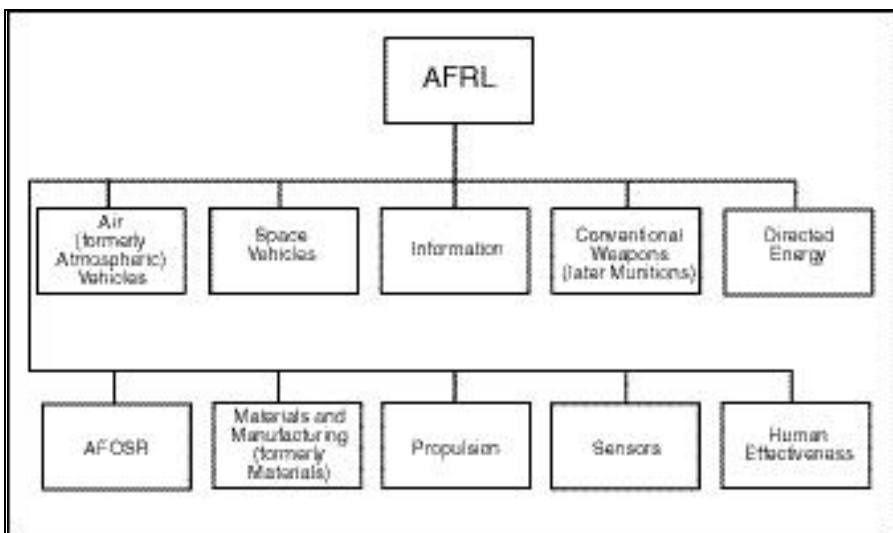 AFRL
Air
(formerly
Atmospheric)
Vehicles
Space
Vehicles
Information
Conventional
Weapons
(later Munitions)
Directed
Energy
AFOSR
Materials and
Manufacturing
(formerly
Materials)
Propulsion
Sensors
Human
Effectiveness